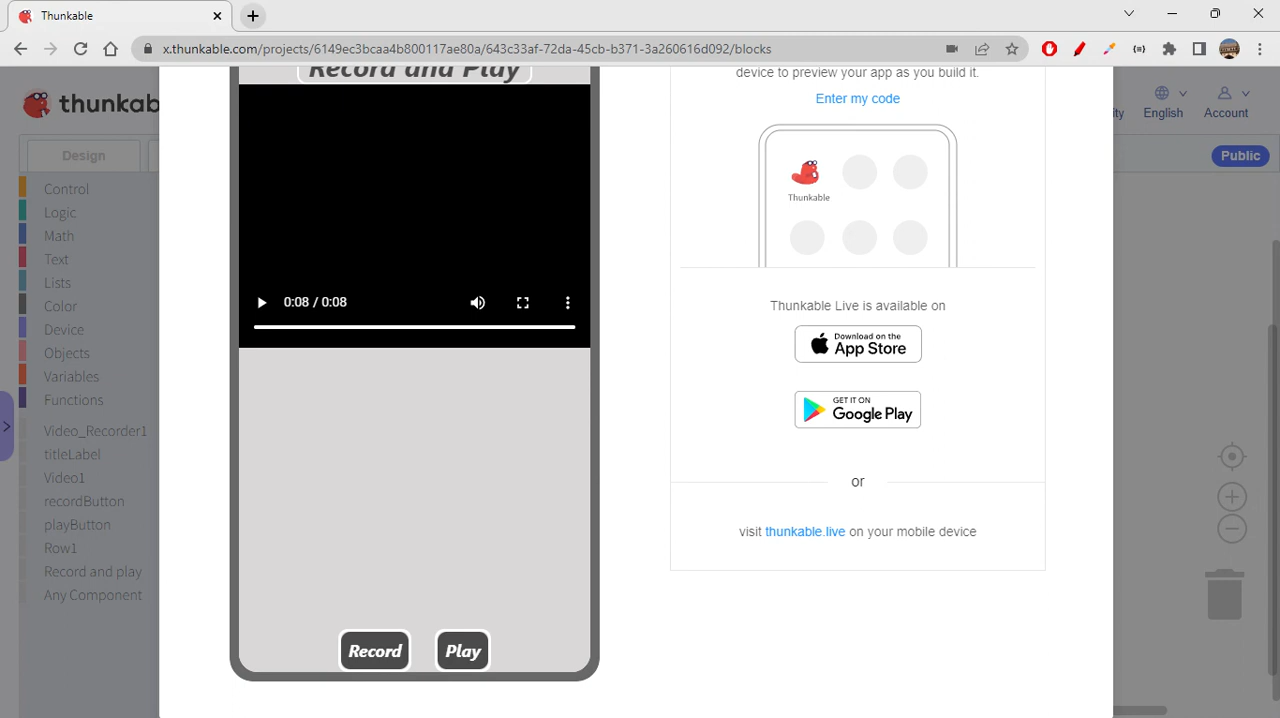 Thunkable
x.thunkable.com/projects/6149ec3bcaa4b800117ae80a/643c33af-72da-45cb-b371-3a260616d092/blocks
thunkab
English
Account
Design
Public
Control
Logic
Math
Text
Lists
Color
Device
Objects
Variables
Functions
Video_Recorder1
titleLabel
Video1
recordButton
playButton
Row1
Record and play
Any Component
Record and Play
0:08 / 0:08
Record
Play
device to preview your app as you build it.
Enter my code
Thunkable
Thunkable Live is available on
Download on the
App Store
GET IT ON
Google Play
or
visit thunkable.live on your mobile device